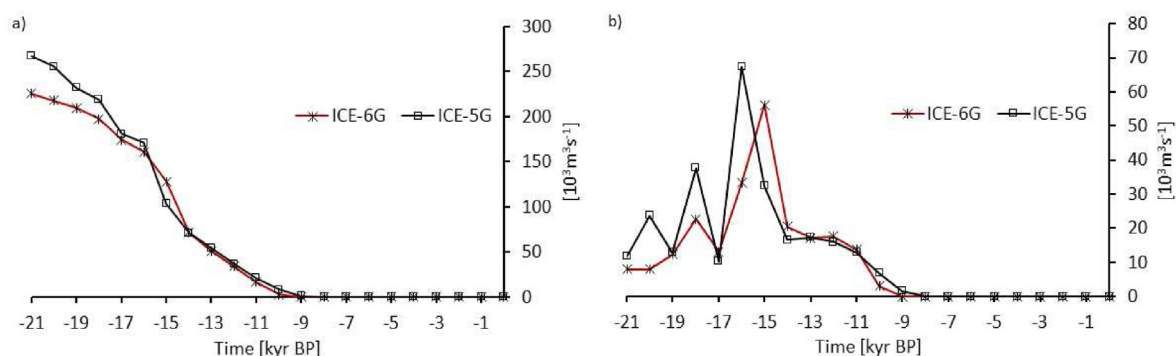 a)
300
250
200
150
100
50
0
[10³m³s⁻¹]
ICE-6G ICE-5G
-21 -19 -17 -15 -13 -11 -9 -7 -5 -3 -1
Time [kyr BP]
b)
80
70
60
50
40
30
20
10
0
[10³m³s⁻¹]
ICE-6G ICE-5G
-21 -19 -17 -15 -13 -11 -9 -7 -5 -3 -1
Time [kyr BP]